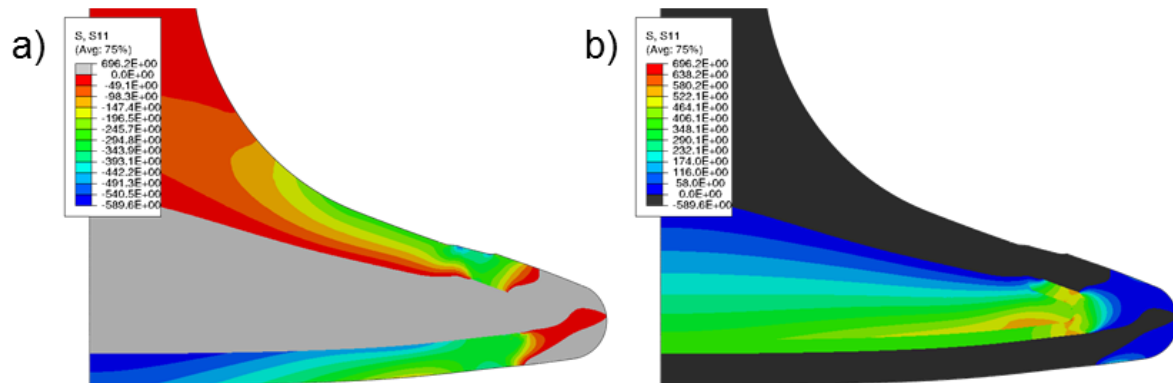 a)
S, S11
(Avg: 75%)
696.2E+00
0.0E+00
-49.1E+00
-98.3E+00
-147.4E+00
-196.5E+00
-245.7E+00
-294.8E+00
-343.9E+00
-393.1E+00
-442.2E+00
-491.3E+00
-540.5E+00
-589.6E+00
b)
S, S11
(Avg: 75%)
696.2E+00
638.2E+00
580.2E+00
522.1E+00
464.1E+00
406.1E+00
348.1E+00
290.1E+00
232.1E+00
174.0E+00
116.0E+00
58.0E+00
0.0E+00
-589.6E+00